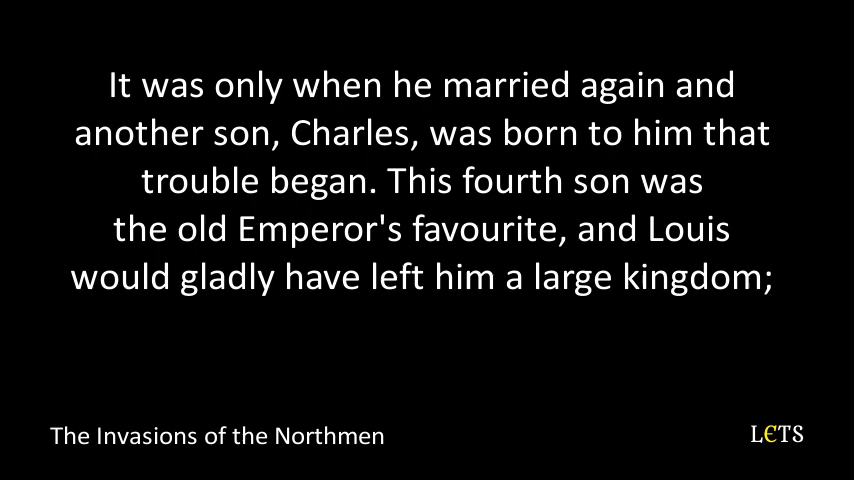 It was only when he married again and
another son, Charles, was born to him that
trouble began. This fourth son was
the old Emperor's favourite, and Louis
would gladly have left him a large kingdom;
The Invasions of the Northmen
LЄTS